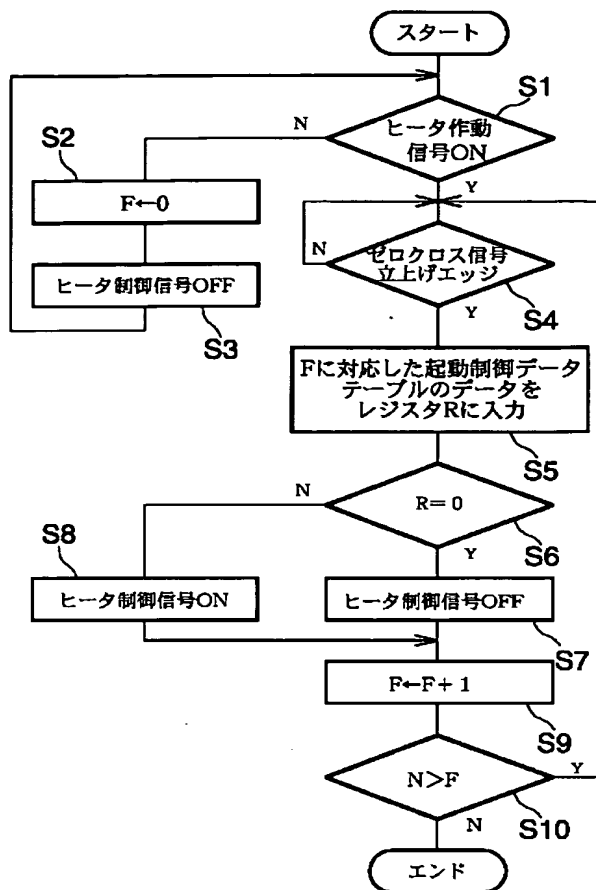 スタート
S1
ヒータ作動
信号ON
N
Y
S2
F←0
ヒータ制御信号OFF
S3
N
ゼロクロス信号
立上げエッジ
S4
Y
Fに対応した起動制御データ
テーブルのデータを
レジスタRに入力
S5
N
R=0
S6
Y
S8
ヒータ制御信号ON
ヒータ制御信号OFF
S7
F←F+1
S9
N>F
Y
S10
N
エンド